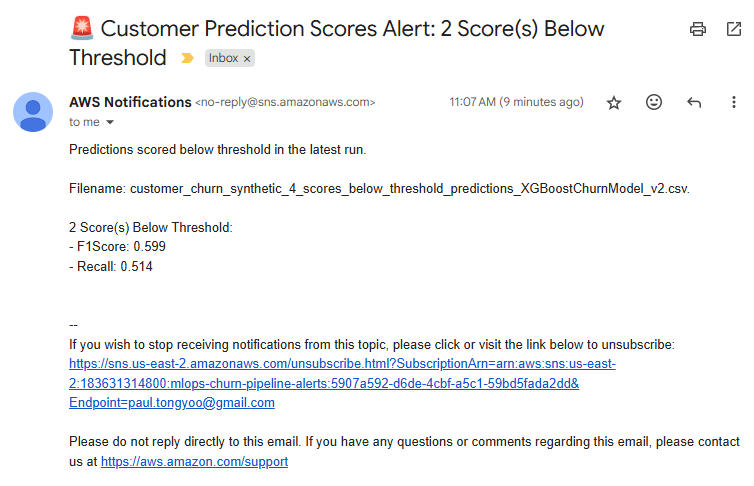 🚨 Customer Prediction Scores Alert: 2 Score(s) Below
Threshold Inbox ×
AWS Notifications <no-reply@sns.amazonaws.com> 11:07 AM (9 minutes ago)
to me
Predictions scored below threshold in the latest run.
Filename: customer_churn_synthetic_4_scores_below_threshold_predictions_XGBoostChurnModel_v2.csv.
2 Score(s) Below Threshold:
- F1Score: 0.599
- Recall: 0.514
--
If you wish to stop receiving notifications from this topic, please click or visit the link below to unsubscribe:
https://sns.us-east-2.amazonaws.com/unsubscribe.html?SubscriptionArn=arn:aws:sns:us-east-
2:183631314800:mlops-churn-pipeline-alerts:5907a592-d6de-4cbf-a5c1-59bd5fada2dd&
Endpoint=paul.tongyoo@gmail.com
Please do not reply directly to this email. If you have any questions or comments regarding this email, please contact
us at https://aws.amazon.com/support